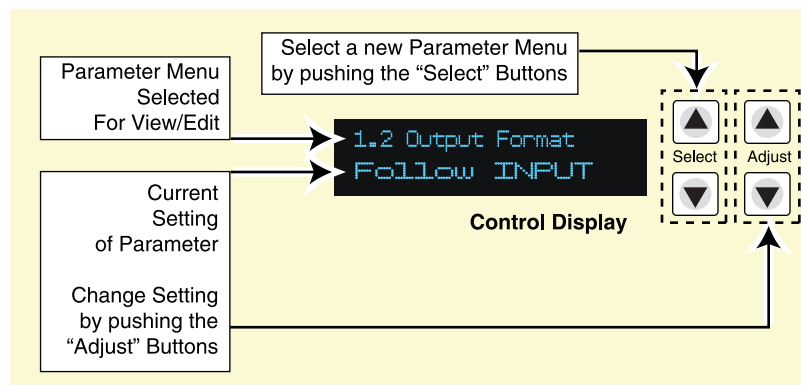 Select a new Parameter Menu
by pushing the “Select” Buttons
Parameter Menu
Selected
For View/Edit
1.2 Output Format
Follow INPUT
Select
Adjust
Control Display
Current
Setting
of Parameter
Change Setting
by pushing the
“Adjust” Buttons